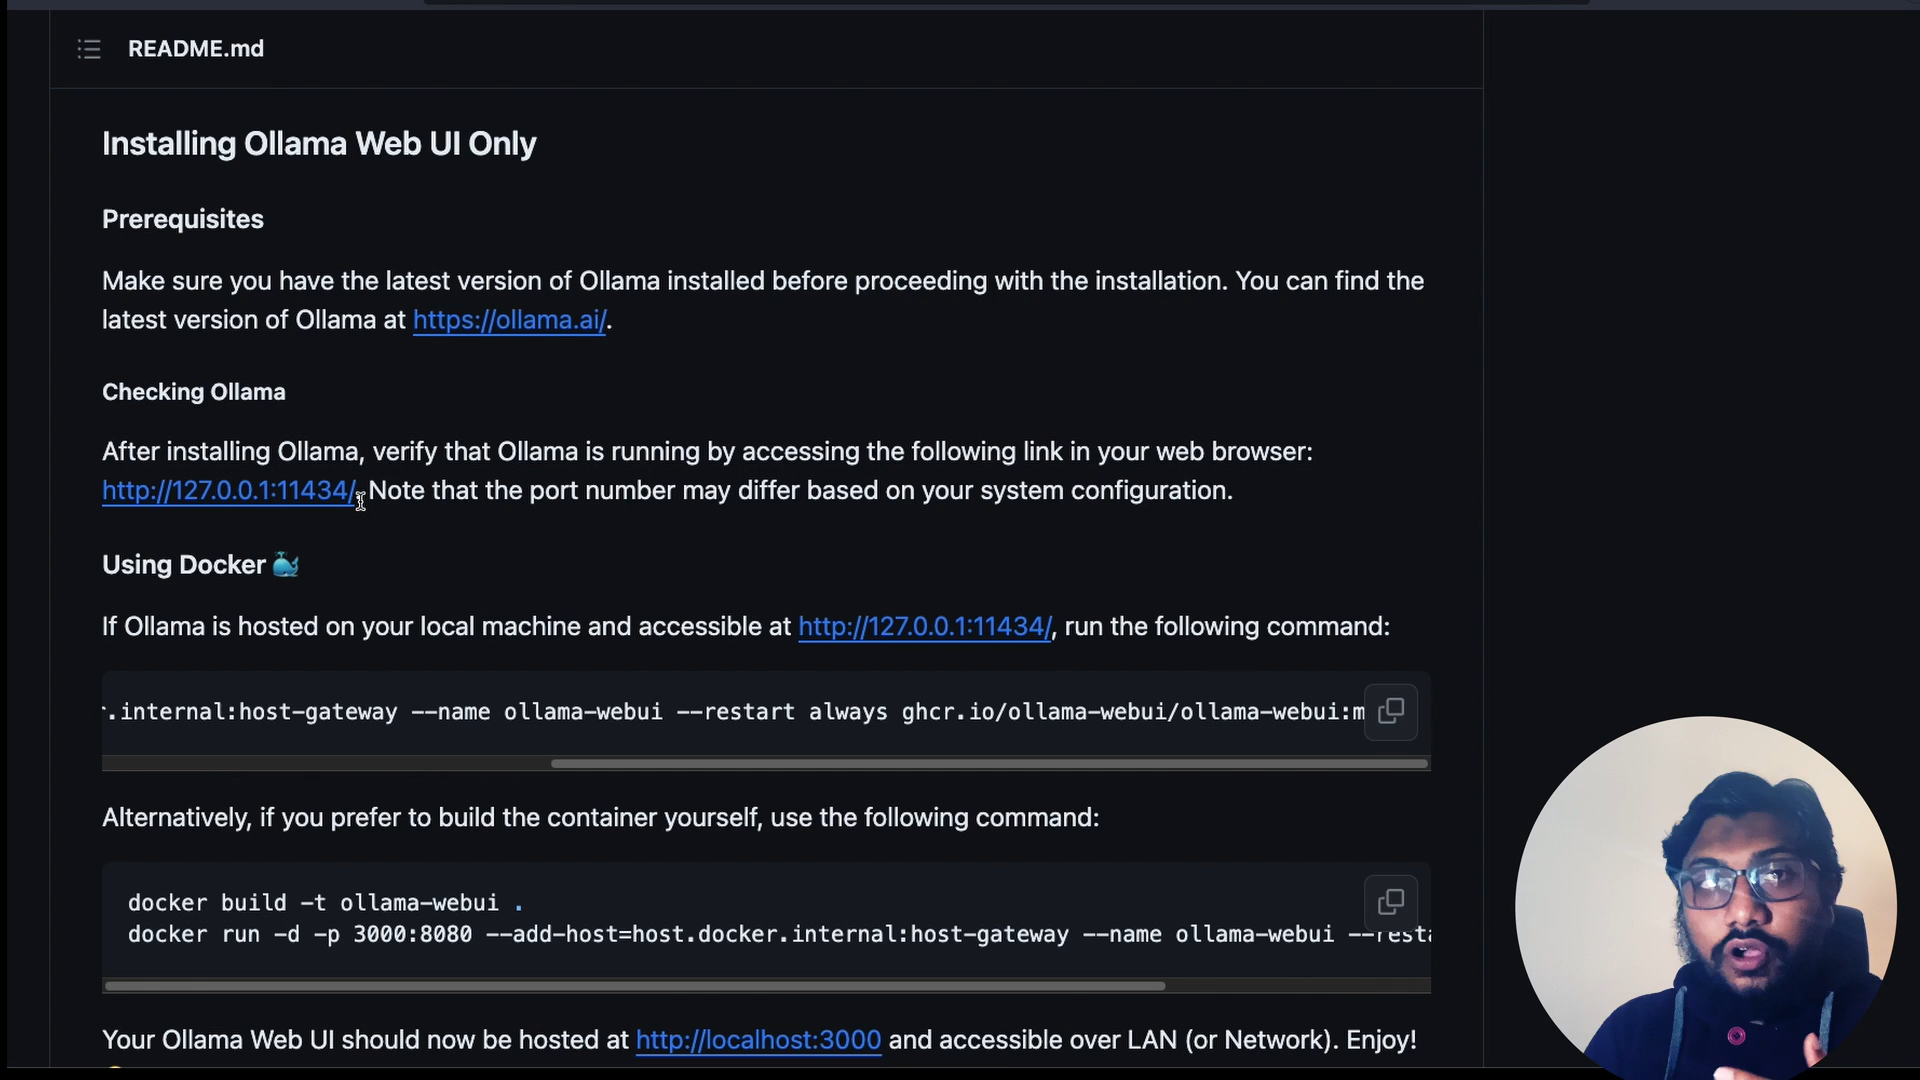 README.md
Installing Ollama Web UI Only
Prerequisites
Make sure you have the latest version of Ollama installed before proceeding with the installation. You can find the
latest version of Ollama at https://ollama.ai/.
Checking Ollama
After installing Ollama, verify that Ollama is running by accessing the following link in your web browser:
http://127.0.0.1:11434/. Note that the port number may differ based on your system configuration.
Using Docker 🐳
If Ollama is hosted on your local machine and accessible at http://127.0.0.1:11434/, run the following command:
r.internal:host-gateway --name ollama-webui --restart always ghcr.io/ollama-webui/ollama-webui:m
Alternatively, if you prefer to build the container yourself, use the following command:
docker build -t ollama-webui .
docker run -d -p 3000:8080 --add-host=host.docker.internal:host-gateway --name ollama-webui --resta
Your Ollama Web UI should now be hosted at http://localhost:3000 and accessible over LAN (or Network). Enjoy!